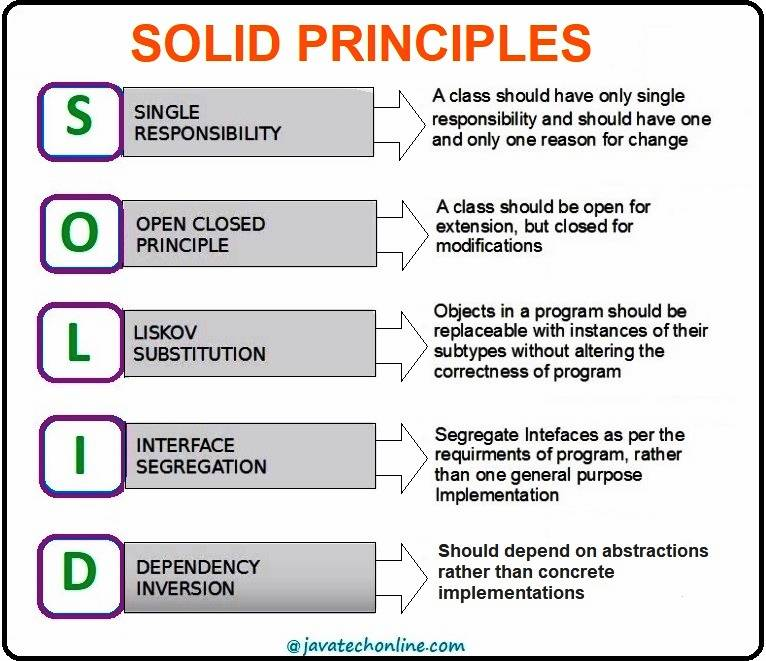 SOLID PRINCIPLES
S
SINGLE
RESPONSIBILITY
A class should have only single
responsibility and should have one
and only one reason for change
O
OPEN CLOSED
PRINCIPLE
A class should be open for
extension, but closed for
modifications
L
LISKOV
SUBSTITUTION
Objects in a program should be
replaceable with instances of their
subtypes without altering the
correctness of program
I
INTERFACE
SEGREGATION
Segregate Intefaces as per the
requirments of program, rather
than one general purpose
Implementation
D
DEPENDENCY
INVERSION
Should depend on abstractions
rather than concrete
implementations
@javatechonline.com